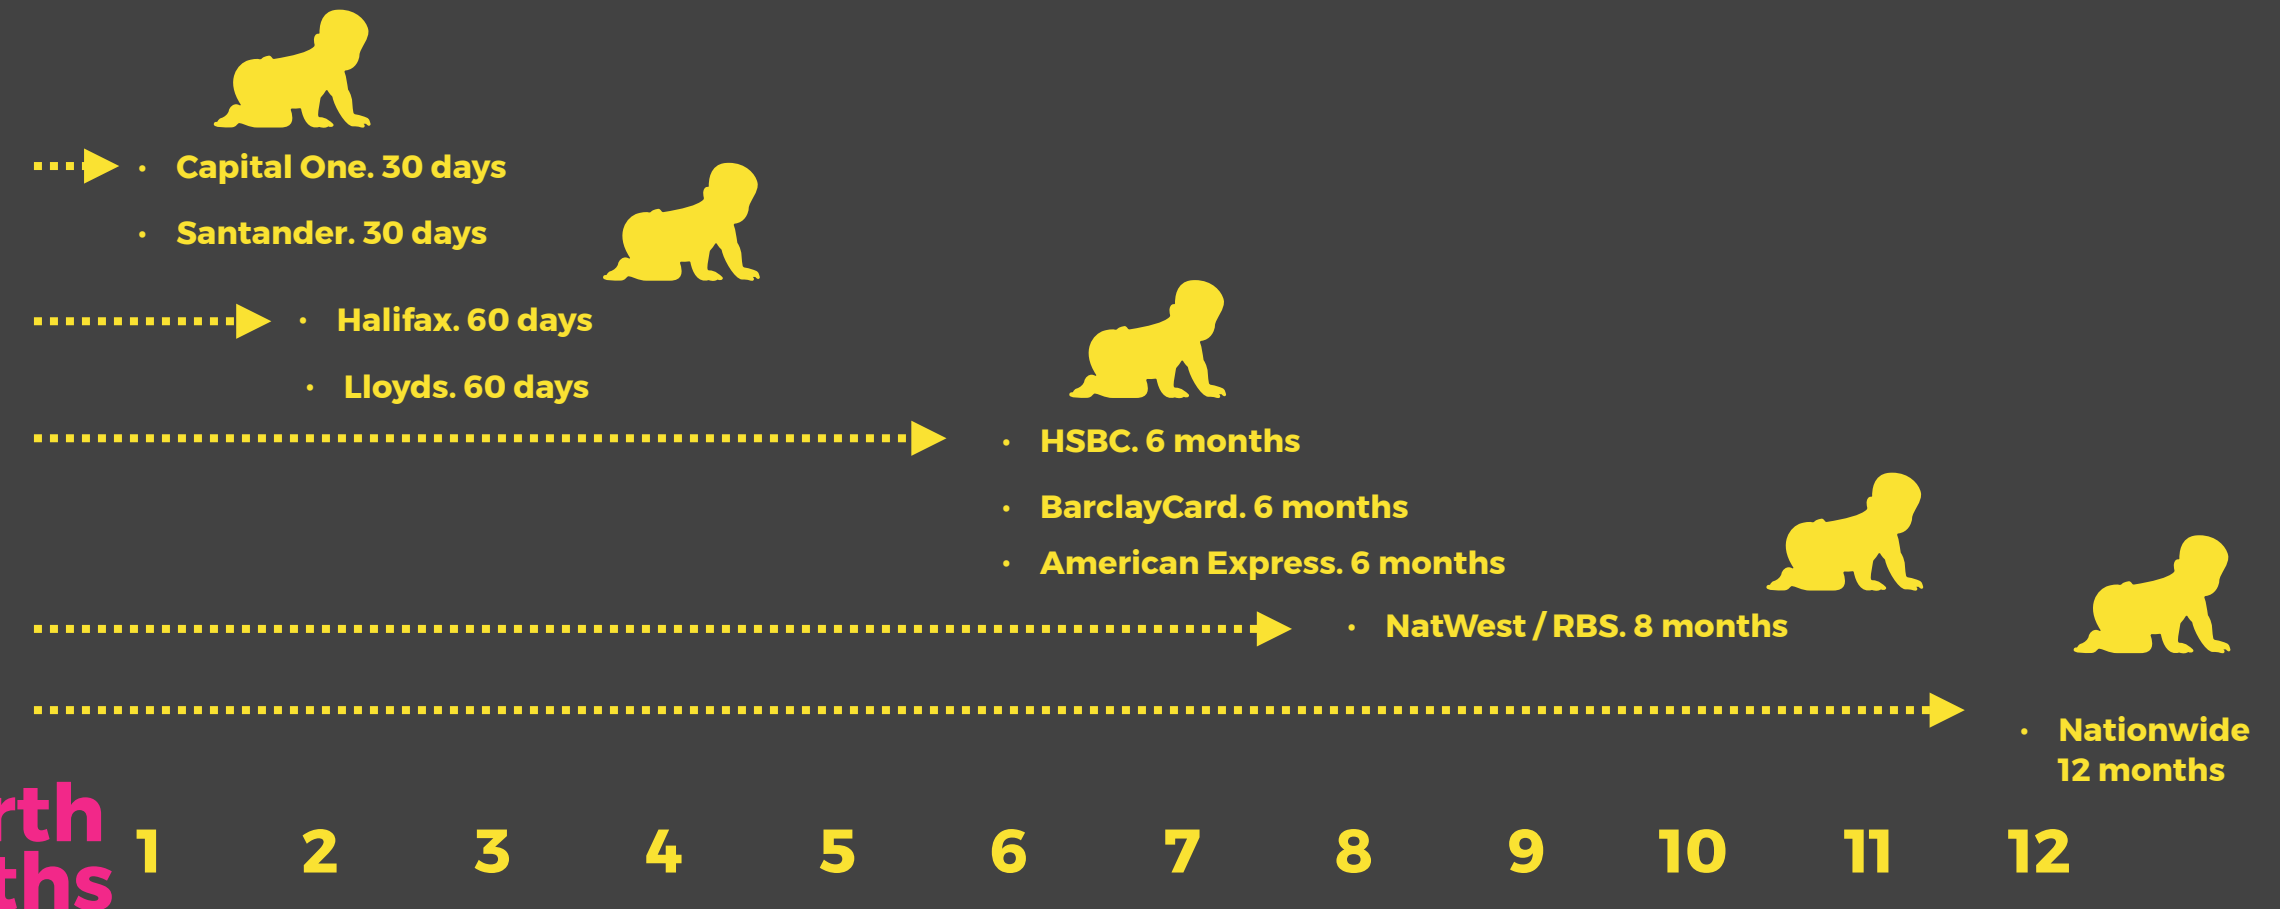 • Capital One. 30 days
• Santander. 30 days
• Halifax. 60 days
• Lloyds. 60 days
• HSBC. 6 months
• BarclayCard. 6 months
• American Express. 6 months
• NatWest / RBS. 8 months
• Nationwide
12 months
1 2 3 4 5 6 7 8 9 10 11 12